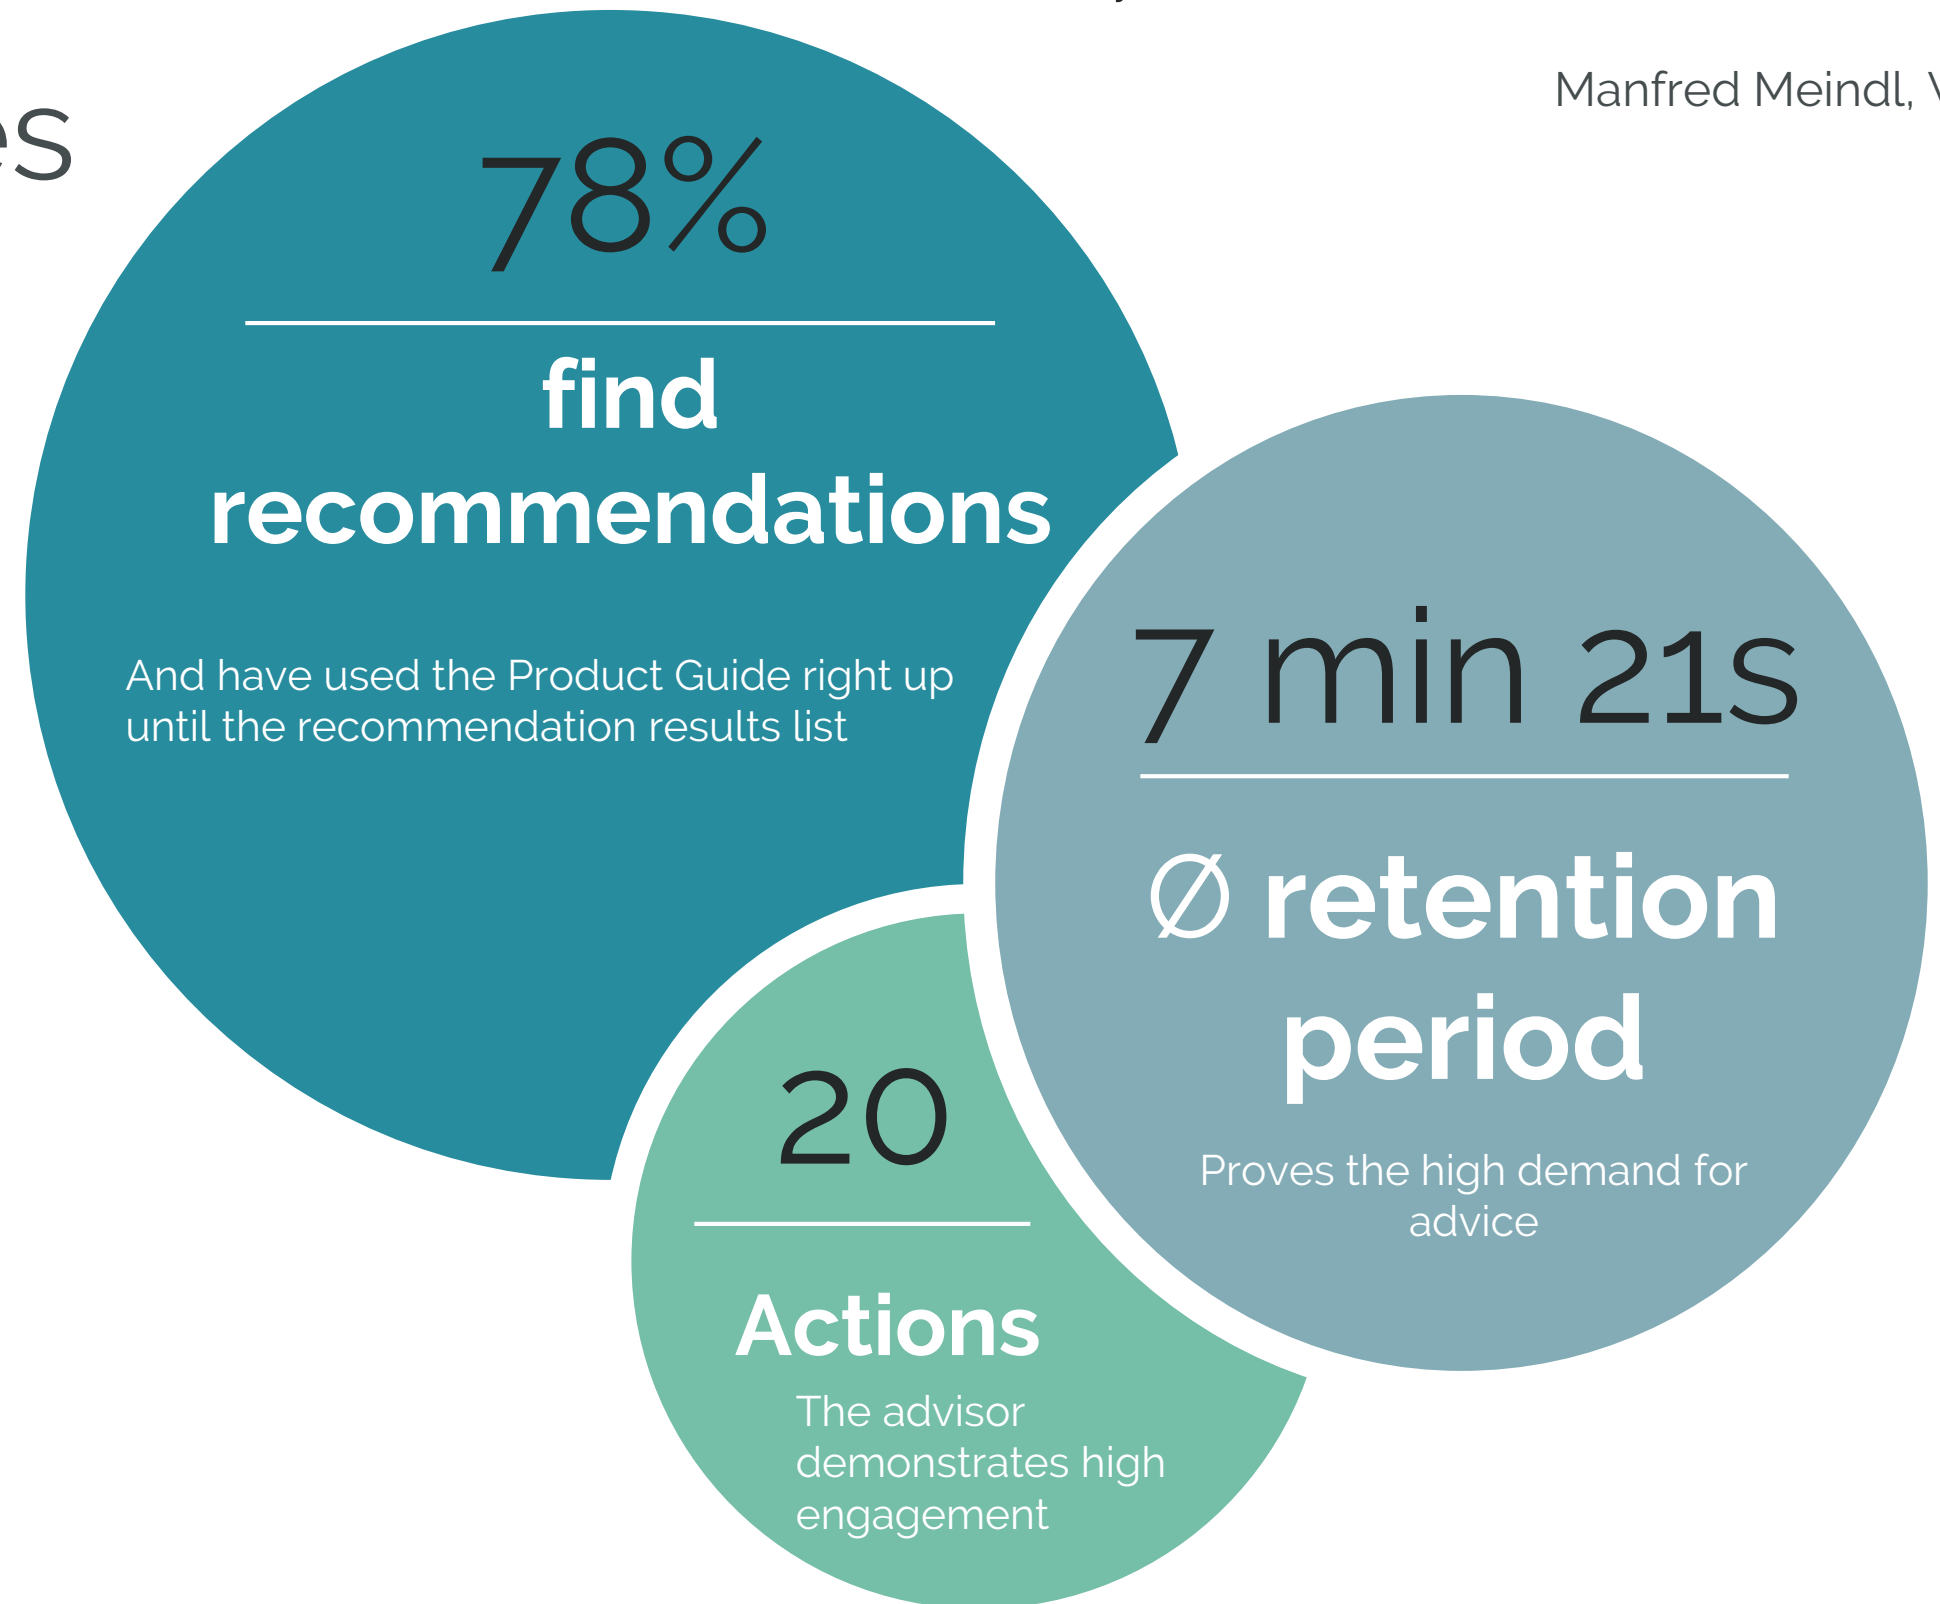 Manfred Meindl,
78%
find
recommendations
And have used the Product Guide right up
until the recommendation results list
7 min 21s
Ø retention
period
Proves the high demand for
advice
20
Actions
The advisor
demonstrates high
engagement